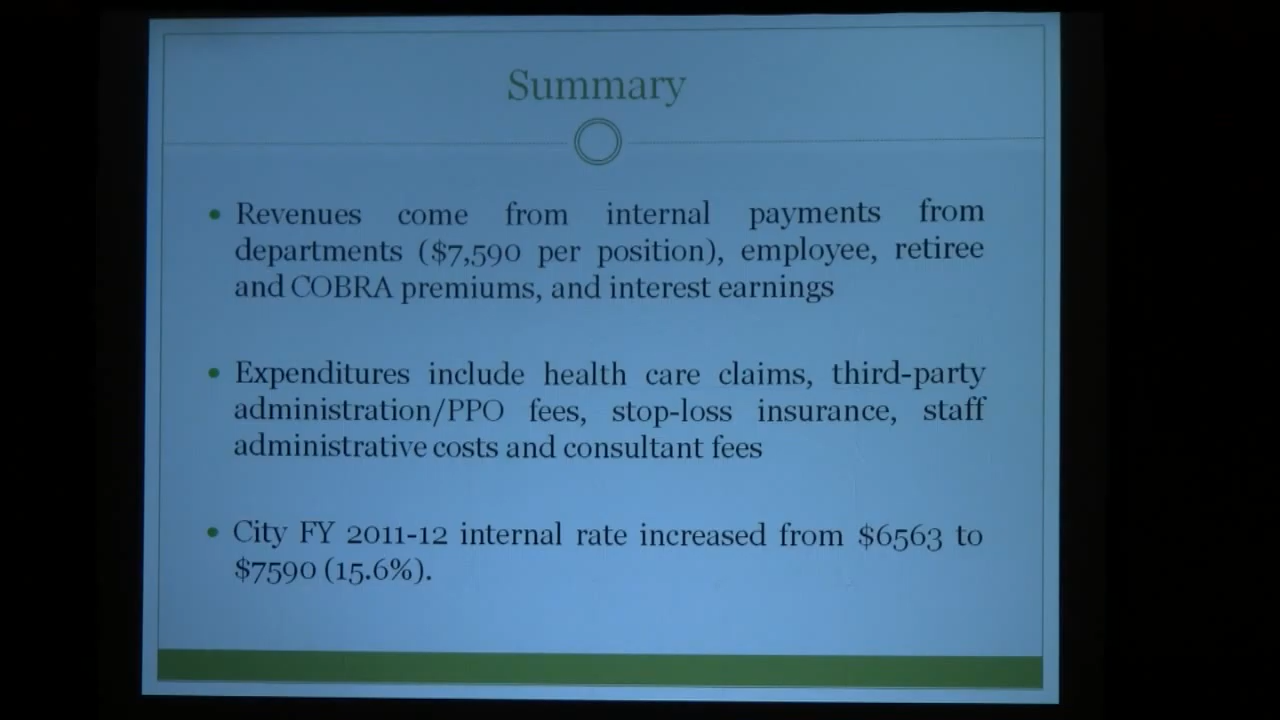 Summary
• Revenues come from internal payments from
departments ($7,590 per position), employee, retiree
and COBRA premiums, and interest earnings
• Expenditures include health care claims, third-party
administration/PPO fees, stop-loss insurance, staff
administrative costs and consultant fees
• City FY 2011-12 internal rate increased from $6563 to
$7590 (15.6%).